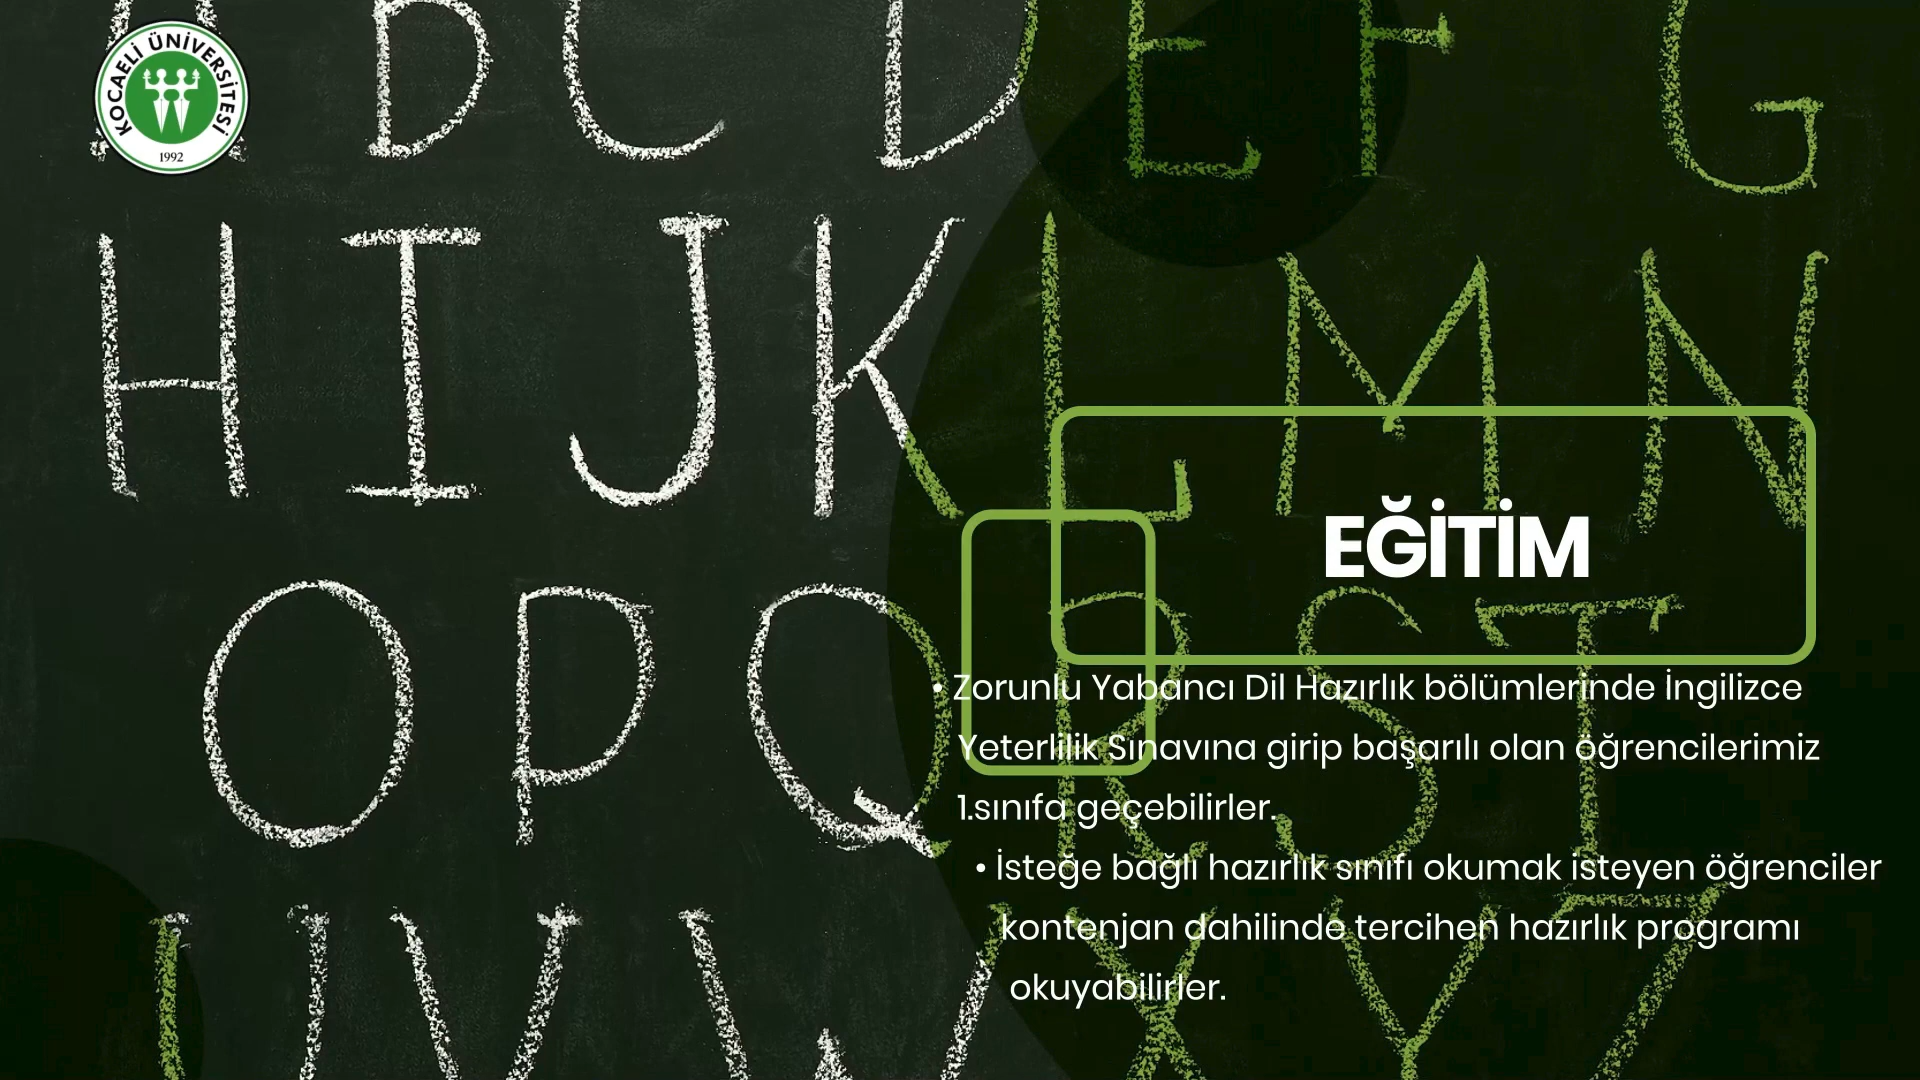 KOCAELİ ÜNİVERSİTESİ
1992
A B C D E F G
H I J K L M N
EĞİTİM
O P Q R S T
• Zorunlu Yabancı Dil Hazırlık bölümlerinde İngilizce
Yeterlilik Sınavına girip başarılı olan öğrencilerimiz
1.sınıfa geçebilirler.
• İsteğe bağlı hazırlık sınıfı okumak isteyen öğrenciler
kontenjan dahilinde tercihen hazırlık programı
okuyabilirler.
U V W X Y Z